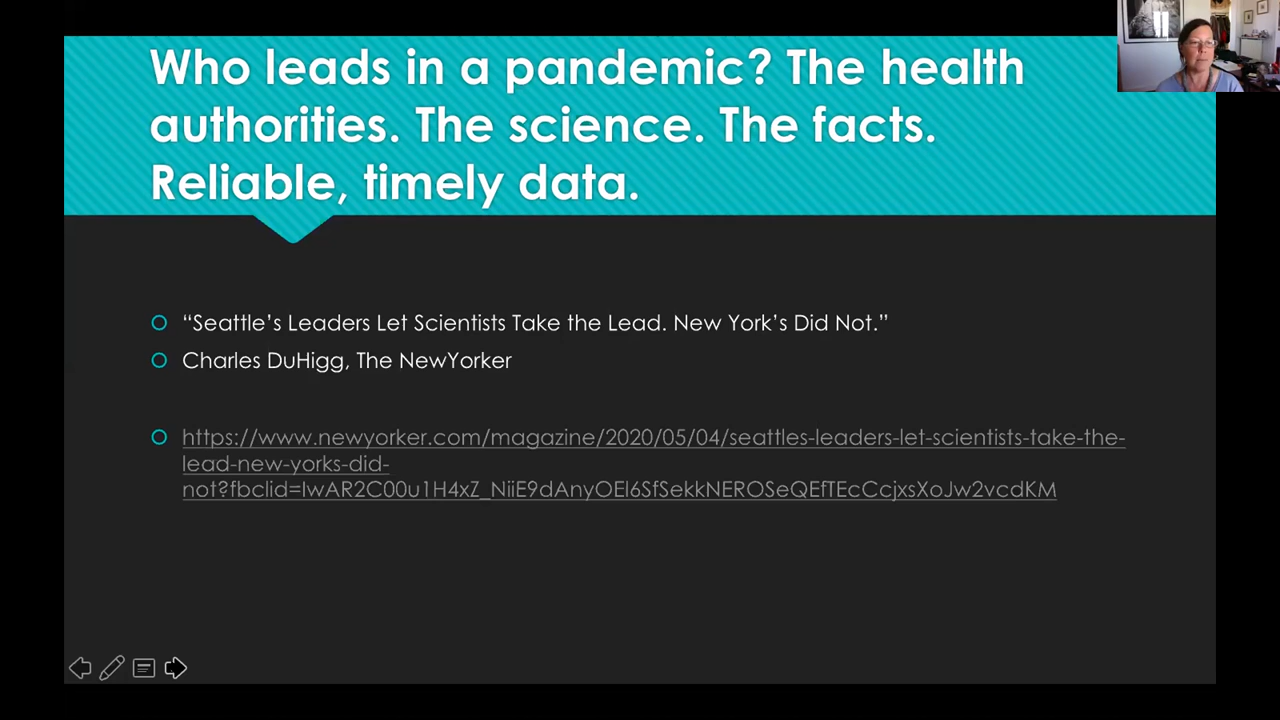 Who leads in a pandemic? The health
authorities. The science. The facts.
Reliable, timely data.
“Seattle’s Leaders Let Scientists Take the Lead. New York’s Did Not.”
Charles DuHigg, The NewYorker
https://www.newyorker.com/magazine/2020/05/04/seattles-leaders-let-scientists-take-the-
lead-new-yorks-did-
not?fbclid=IwAR2C00u1H4xZ_NiiE9dAnyOEl6SfSekkNEROSeQEfTEcCcjxsXoJw2vcdKM